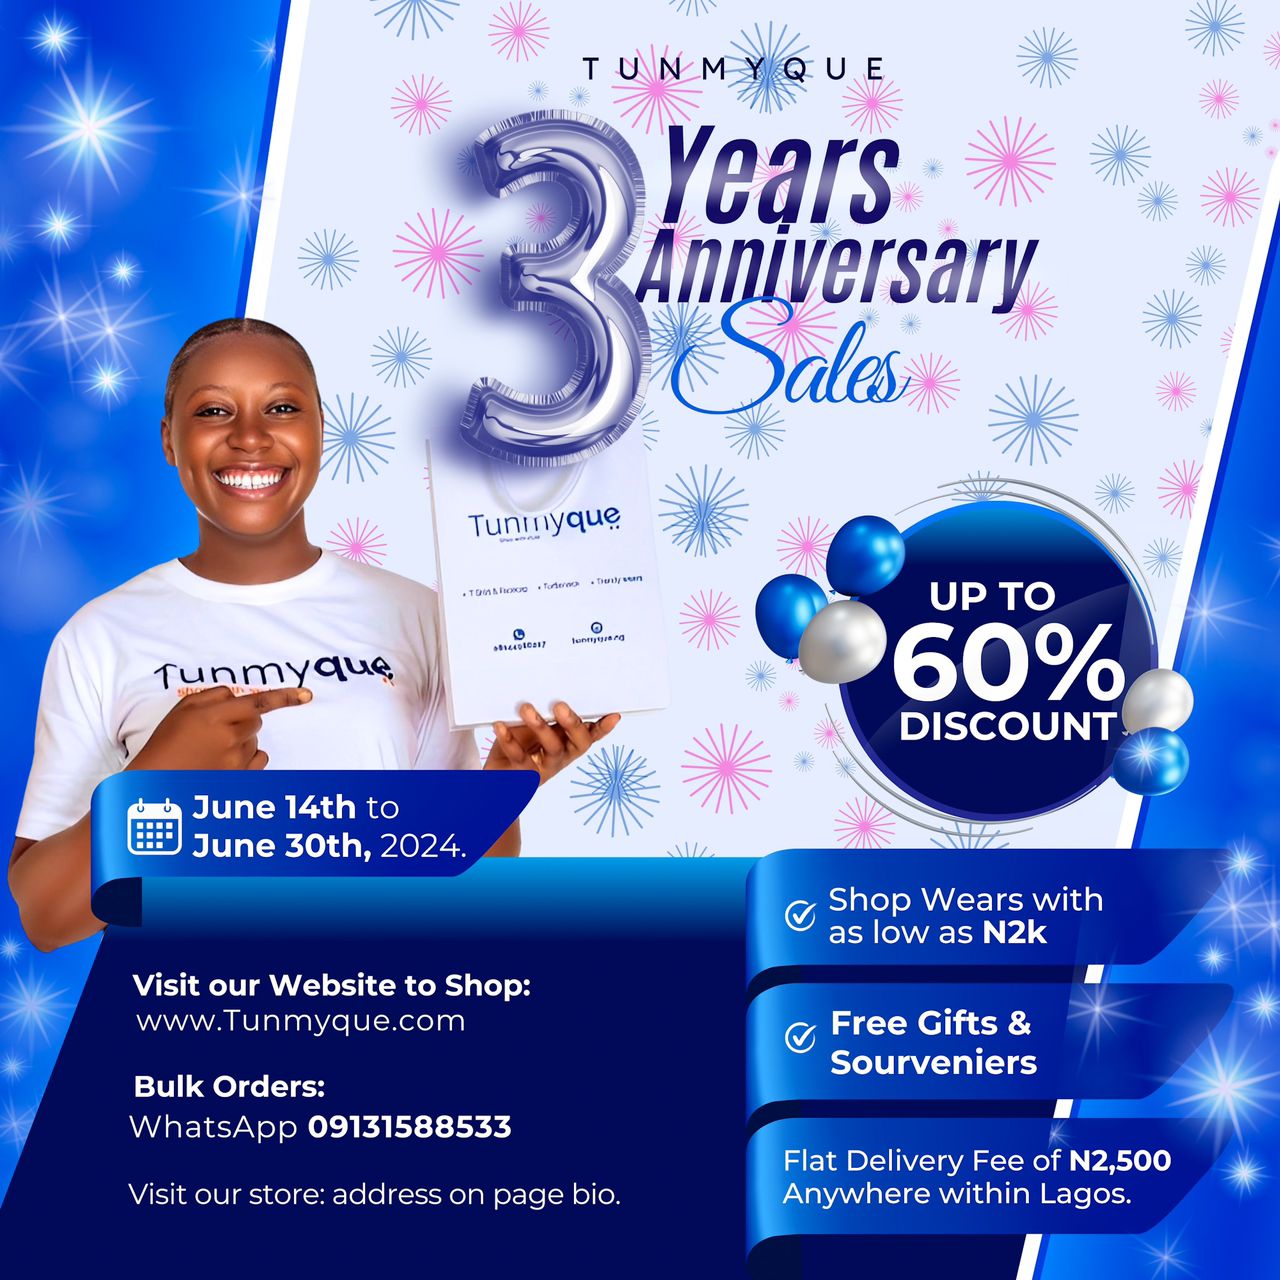 TUNMYQUE
3 Years
Anniversary
Sales
Tunmyque
Tunmyque
UP TO
60%
DISCOUNT
June 14th to
June 30th, 2024.
Visit our Website to Shop:
www.Tunmyque.com
Bulk Orders:
WhatsApp 09131588533
Visit our store: address on page bio.
Shop Wears with
as low as N2k
Free Gifts &
Sourveniers
Flat Delivery Fee of N2,500
Anywhere within Lagos.